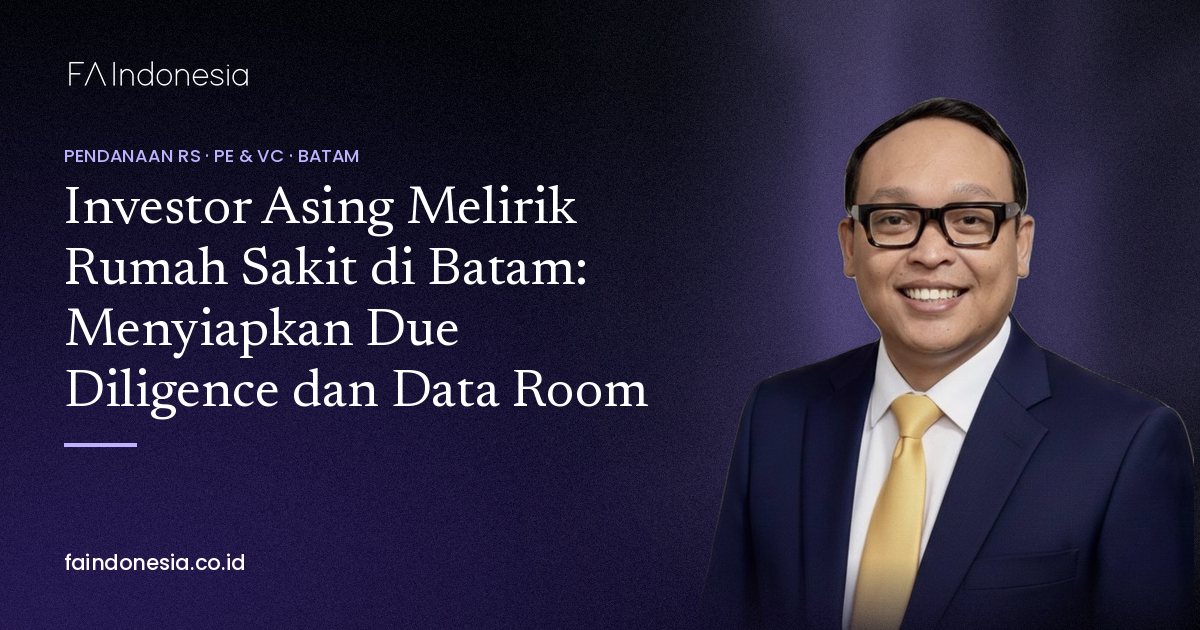 FA Indonesia
PENDANAAN RS · PE & VC · BATAM
Investor Asing Melirik
Rumah Sakit di Batam:
Menyiapkan Due
Diligence dan Data Room
faindonesia.co.id